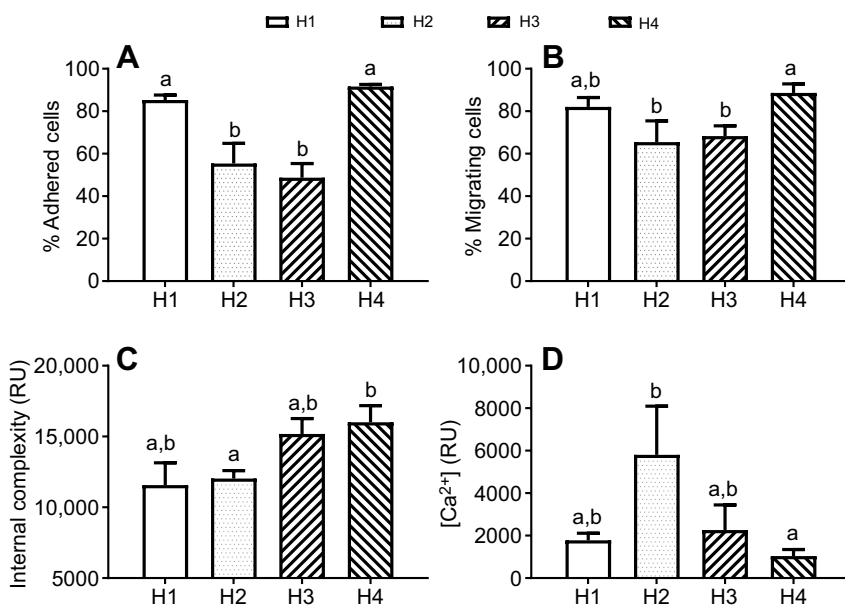 H1 H2 H3 H4
A
% Adhered cells
100
80
60
40
20
0
a b b a
H1 H2 H3 H4
B
% Migrating cells
100
80
60
40
20
0
a,b b b a
H1 H2 H3 H4
C
Internal complexity (RU)
20,000
15,000
10,000
5000
a,b a a,b b
H1 H2 H3 H4
D
[Ca²⁺] (RU)
10,000
8000
6000
4000
2000
0
a,b b a,b a
H1 H2 H3 H4